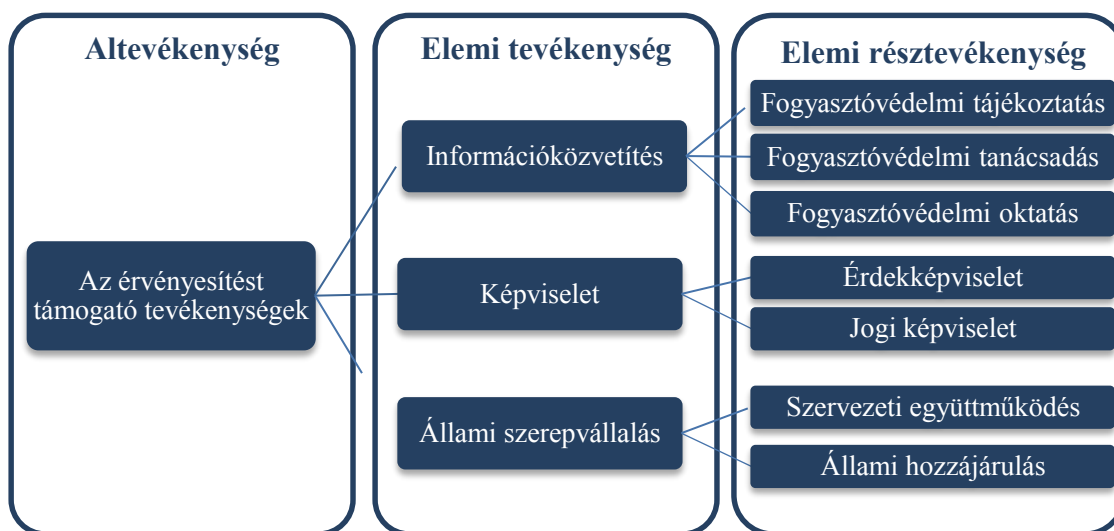 Altevékenység
Az érvényesítést
támogató tevékenységek
Elemi tevékenység
Információközvetítés
Képviselet
Állami szerepvállalás
Elemi résztevékenység
Fogyasztóvédelmi tájékoztatás
Fogyasztóvédelmi tanácsadás
Fogyasztóvédelmi oktatás
Érdekképviselet
Jogi képviselet
Szervezeti együttműködés
Állami hozzájárulás